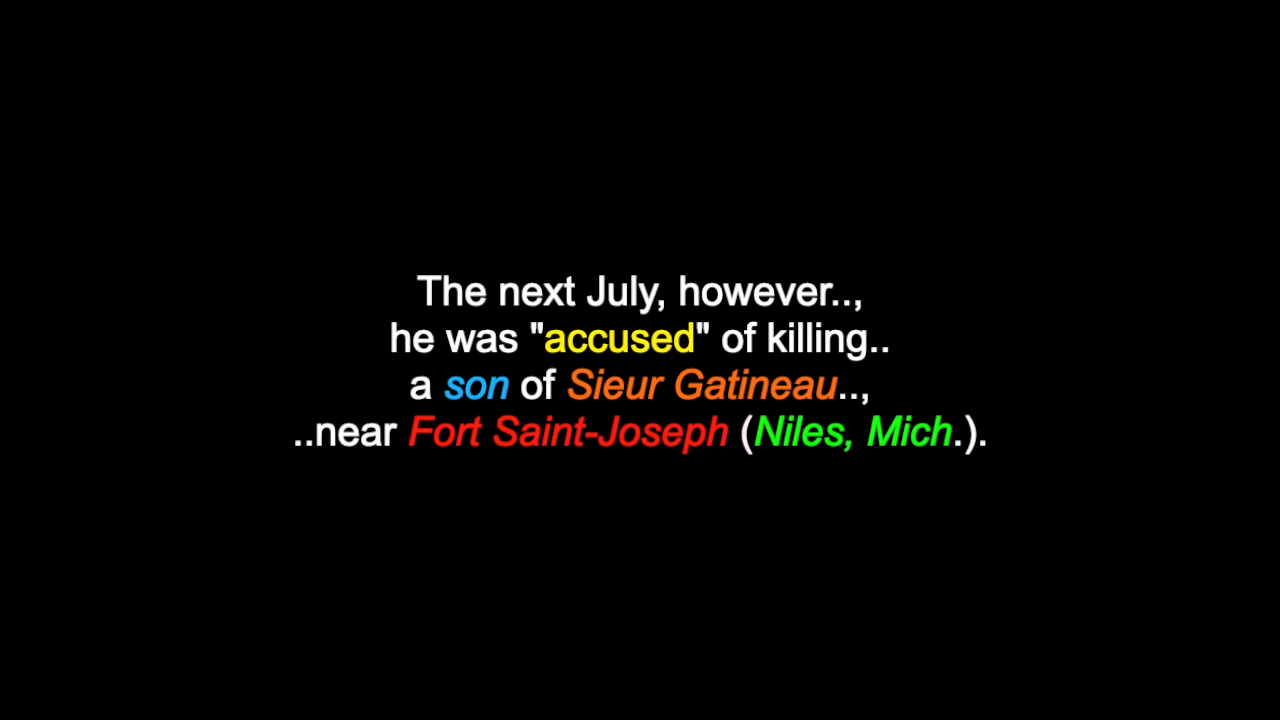 The next July, however..,
he was "accused" of killing..
a son of Sieur Gatineau..,
..near Fort Saint-Joseph (Niles, Mich.).